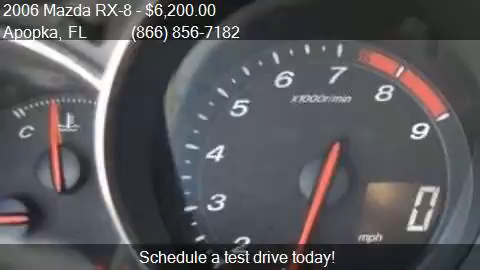 2006 Mazda RX-8 - $6,200.00
Apopka, FL (866) 856-7182
7
6
8
x1000r/min
5
9
C
4
3
0
2
mph
Schedule a test drive today!